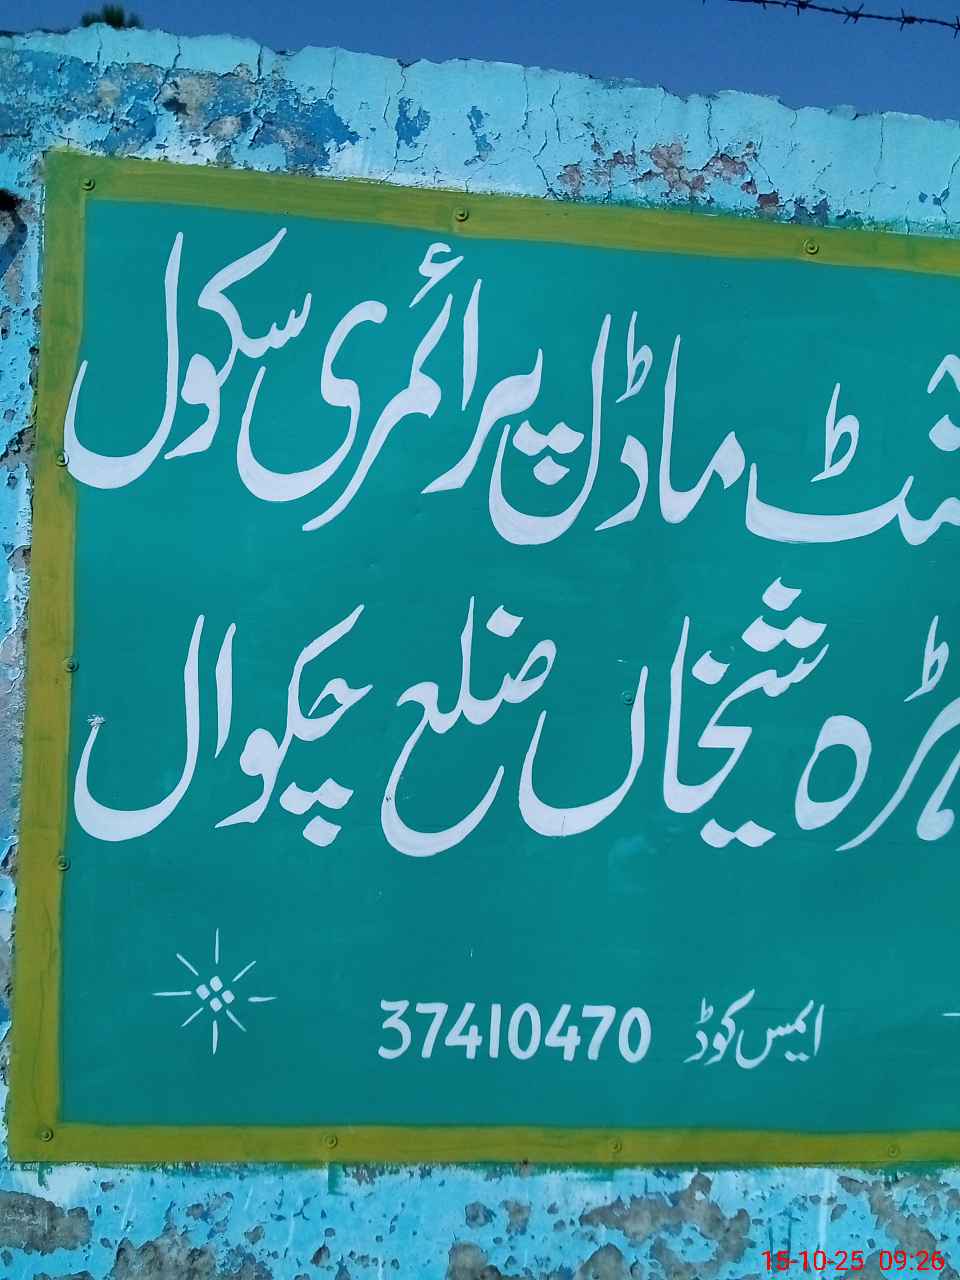 ماڈل پرائمری سکول
شیخاں ضلع چکوال
ایمس کوڈ 37410470
15-10-25 09:26